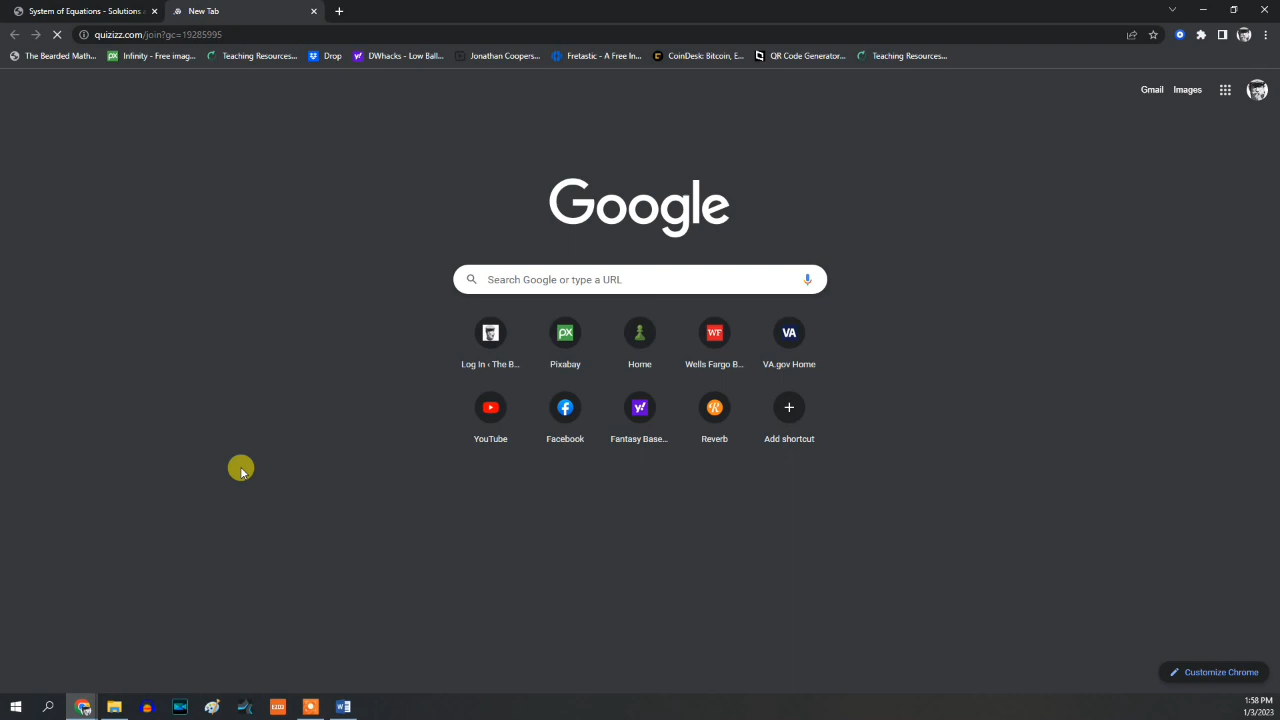 System of Equations - Solutions a
New Tab
quizizz.com/join?gc=19285995
The Bearded Math...
Infinity - Free imag...
Teaching Resources...
Drop
DWhacks - Low Ball...
Jonathan Coopers...
Fretastic - A Free In...
CoinDesk: Bitcoin, E...
QR Code Generator...
Teaching Resources...
Gmail
Images
Google
Search Google or type a URL
Log In ‹ The B...
Pixabay
Home
Wells Fargo B...
VA.gov Home
YouTube
Facebook
Fantasy Base...
Reverb
Add shortcut
Customize Chrome
1:58 PM
1/3/2023